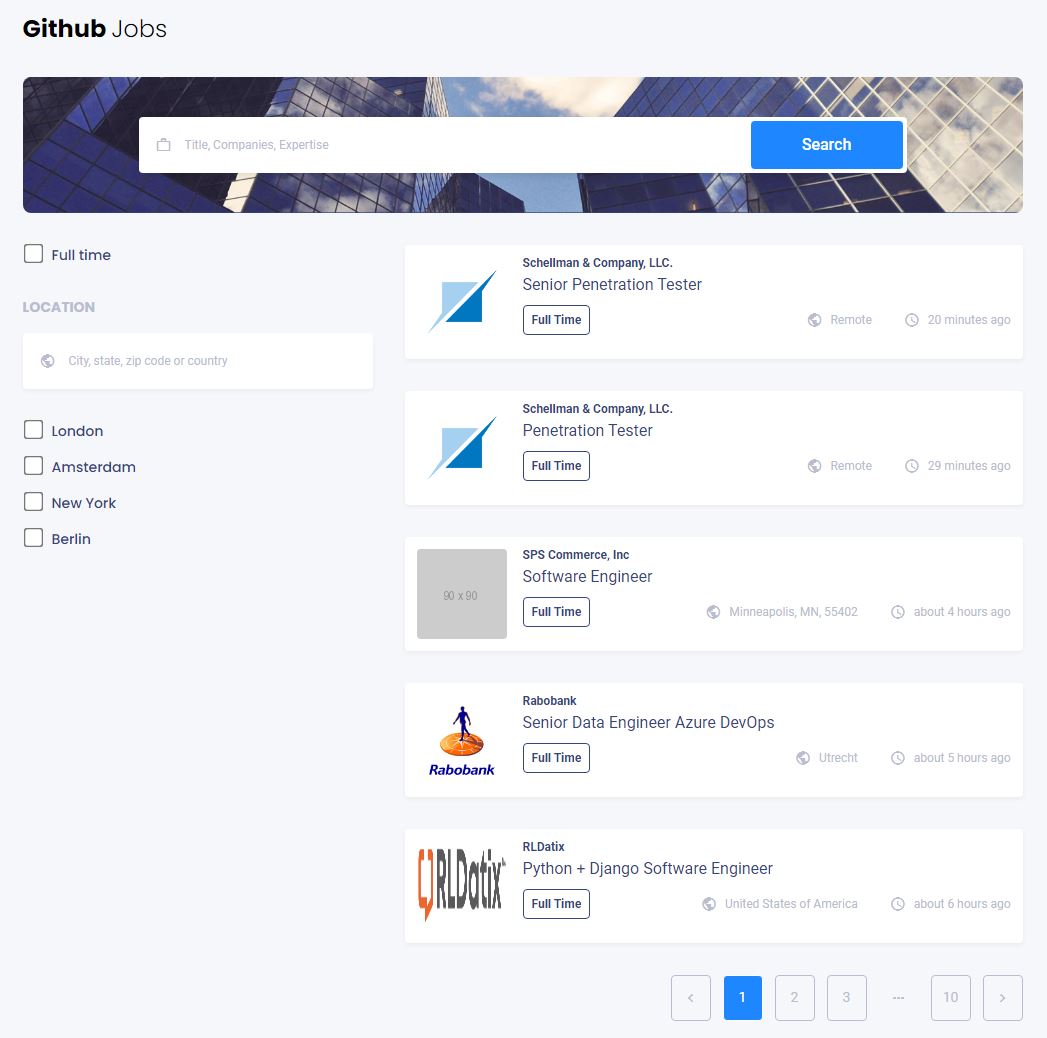 Github Jobs
Title, Companies, Expertise
Search
Full time
LOCATION
City, state, zip code or country
London
Amsterdam
New York
Berlin
Schellman & Company, LLC.
Senior Penetration Tester
Full Time
Remote
20 minutes ago
Schellman & Company, LLC.
Penetration Tester
Full Time
Remote
29 minutes ago
90 x 90
SPS Commerce, Inc
Software Engineer
Full Time
Minneapolis, MN, 55402
about 4 hours ago
Rabobank
Rabobank
Senior Data Engineer Azure DevOps
Full Time
Utrecht
about 5 hours ago
RLDatix
RLDatix
Python + Django Software Engineer
Full Time
United States of America
about 6 hours ago
< 1 2 3 ... 10 >